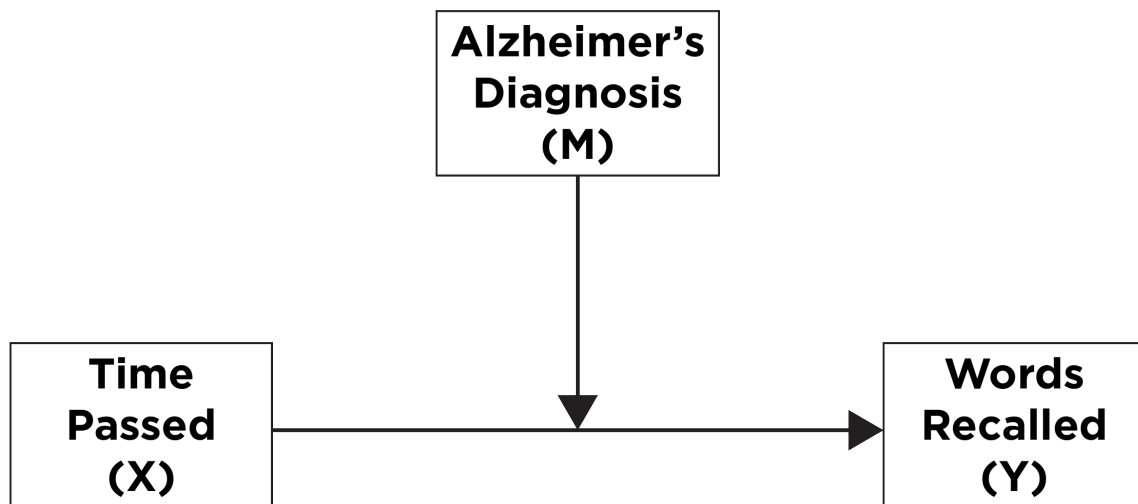 Alzheimer’s
Diagnosis
(M)
Time
Passed
(X)
Words
Recalled
(Y)